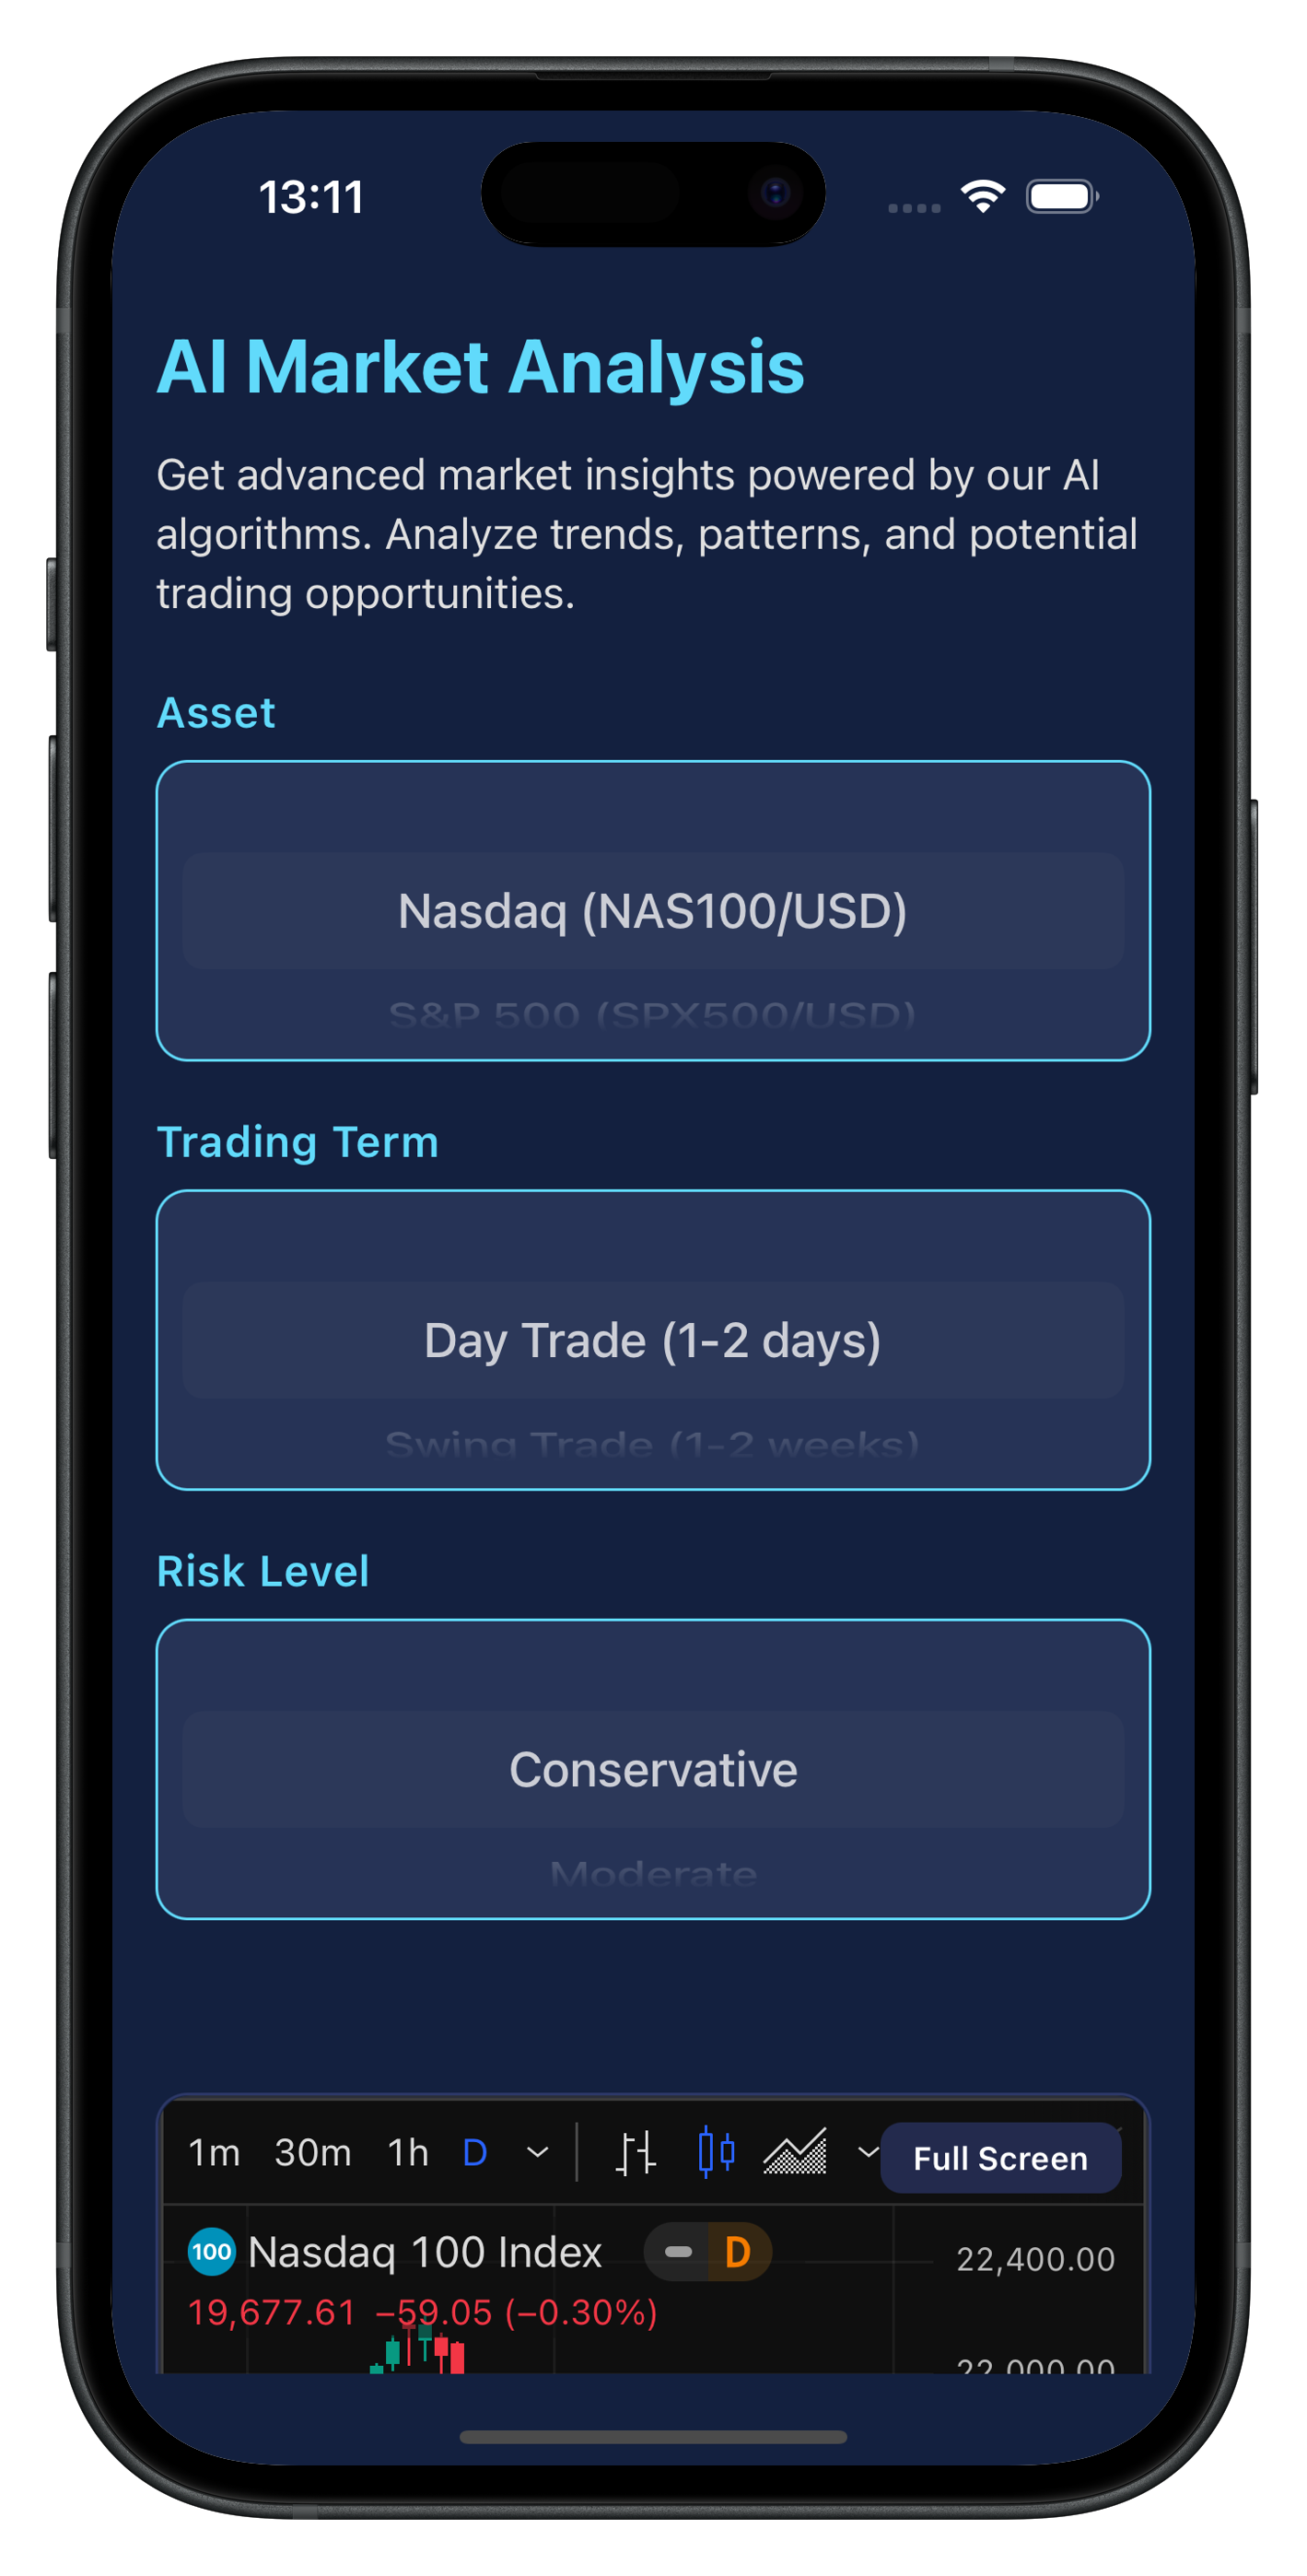 13:11
AI Market Analysis
Get advanced market insights powered by our AI
algorithms. Analyze trends, patterns, and potential
trading opportunities.
Asset
Nasdaq (NAS100/USD)
S&P 500 (SPX500/USD)
Trading Term
Day Trade (1-2 days)
Swing Trade (1-2 weeks)
Risk Level
Conservative
Moderate
1m 30m 1h D Full Screen
100 Nasdaq 100 Index D 22,400.00
19,677.61 −59.05 (−0.30%)
22,000.00